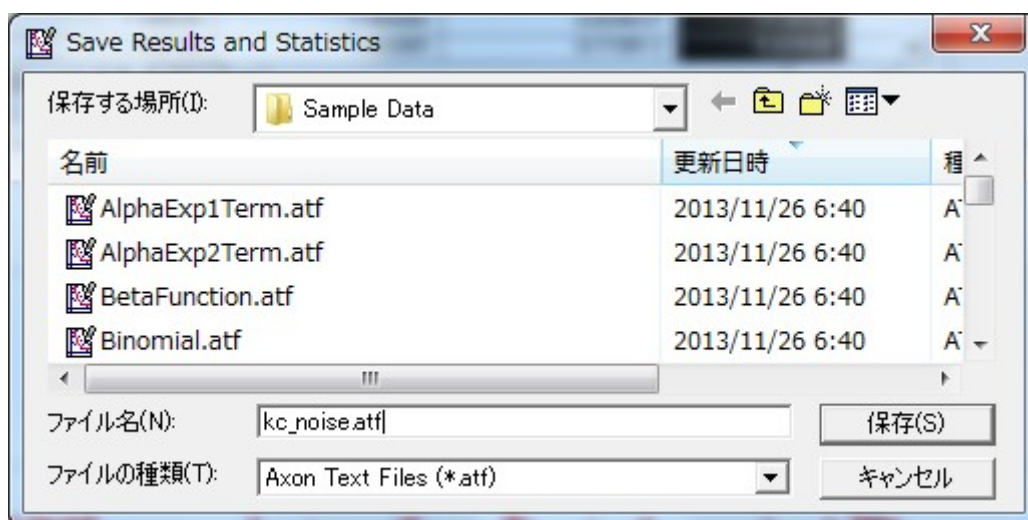 Save Results and Statistics
保存する場所(I): Sample Data
名前 更新日時 種
AlphaExp1Term.atf 2013/11/26 6:40
AlphaExp2Term.atf 2013/11/26 6:40
BetaFunction.atf 2013/11/26 6:40
Binomial.atf 2013/11/26 6:40
ファイル名(N): kc_noise.atf 保存(S)
ファイルの種類(T): Axon Text Files (*.atf) キャンセル